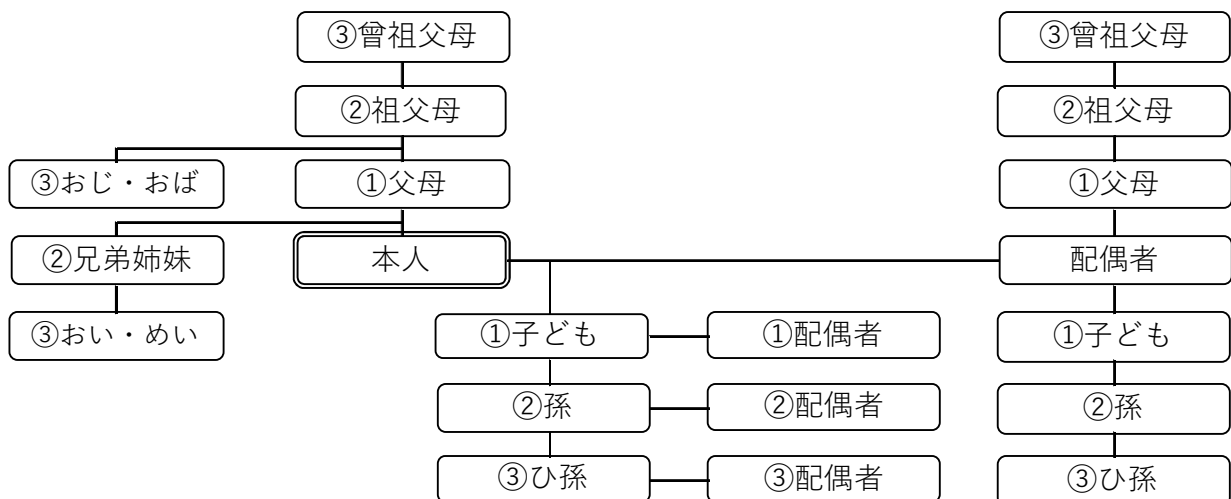 ③曾祖父母
③曾祖父母
②祖父母
②祖父母
③おじ・おば
①父母
①父母
②兄弟姉妹
本人
配偶者
③おい・めい
①子ども
①配偶者
①子ども
②孫
②配偶者
②孫
③ひ孫
③配偶者
③ひ孫